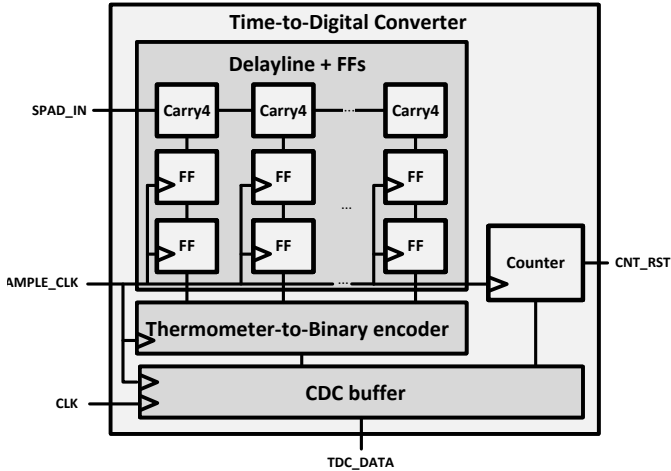 Time-to-Digital Converter
Delayline + FFs
SPAD_IN
Carry4 Carry4 ... Carry4
FF FF FF
...
FF FF FF
AMPLE_CLK ... Counter CNT_RST
Thermometer-to-Binary encoder
CDC buffer
CLK
TDC_DATA